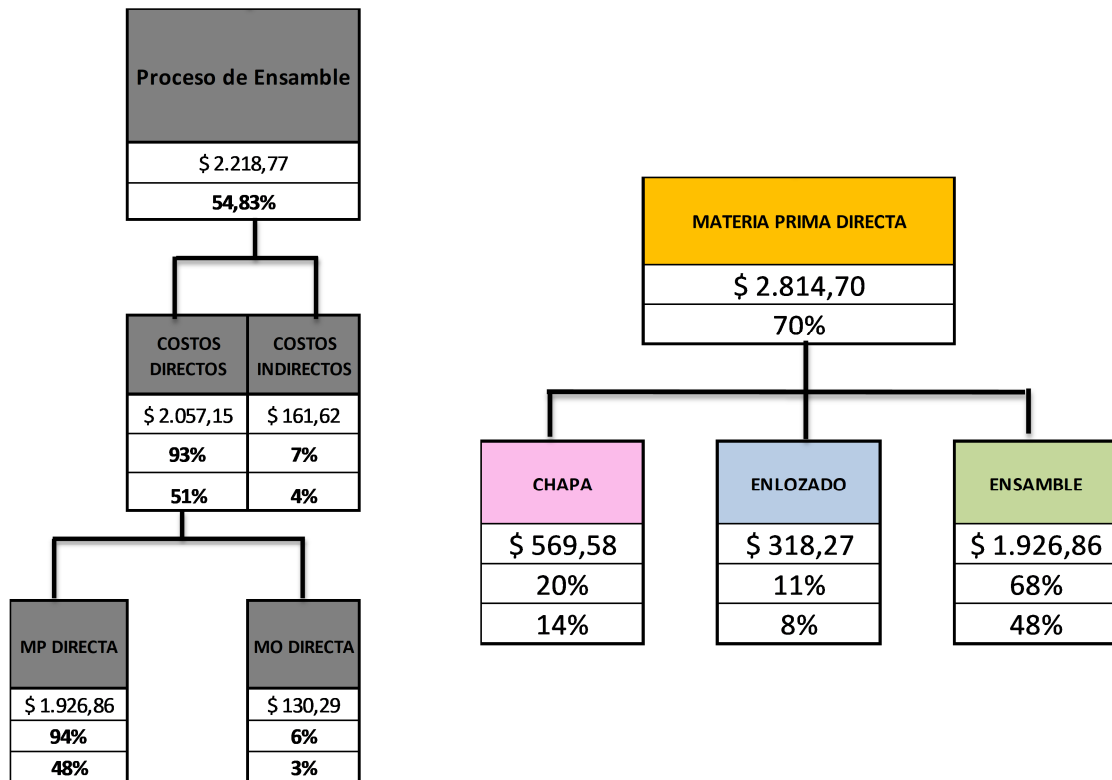 Proceso de Ensamble
$ 2.218,77
54,83%
COSTOS
DIRECTOS
COSTOS
INDIRECTOS
$ 2.057,15
$ 161,62
93%
7%
51%
4%
MP DIRECTA
MO DIRECTA
$ 1.926,86
$ 130,29
94%
6%
48%
3%
MATERIA PRIMA DIRECTA
$ 2.814,70
70%
CHAPA
ENLOZADO
ENSAMBLE
$ 569,58
$ 318,27
$ 1.926,86
20%
11%
68%
14%
8%
48%